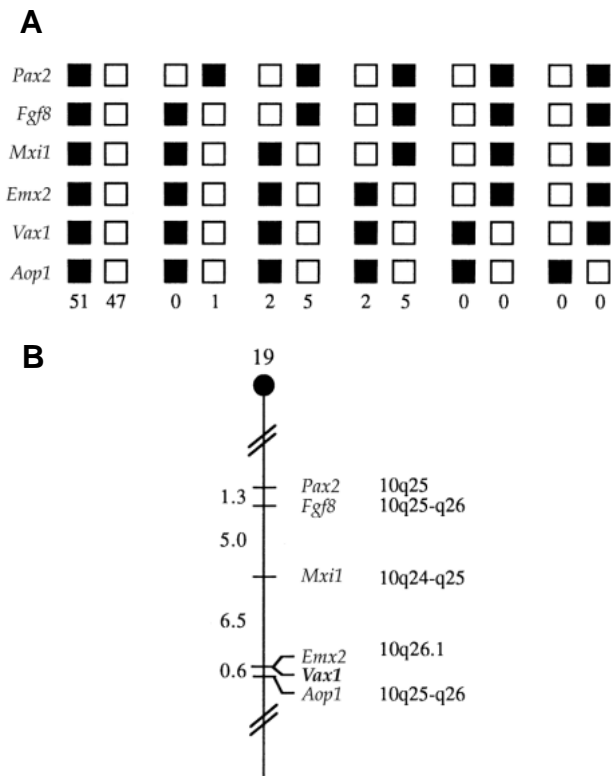 A
Pax2
Fgf8
Mxi1
Emx2
Vax1
Aop1
51 47 0 1 2 5 2 5 0 0 0 0
B
19
1.3
5.0
6.5
0.6
Pax2 10q25
Fgf8 10q25-q26
Mxi1 10q24-q25
Emx2 10q26.1
Vax1
Aop1 10q25-q26